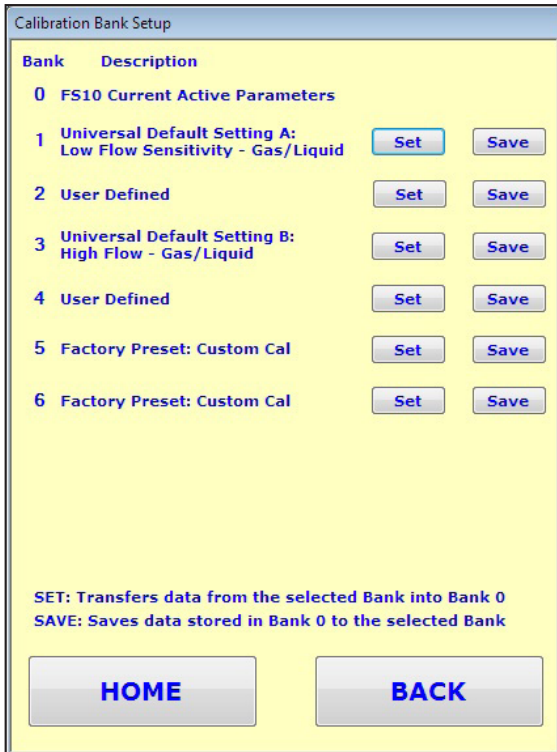 Calibration Bank Setup
Bank Description
0 FS10 Current Active Parameters
1 Universal Default Setting A:
Low Flow Sensitivity - Gas/Liquid Set Save
2 User Defined Set Save
3 Universal Default Setting B:
High Flow - Gas/Liquid Set Save
4 User Defined Set Save
5 Factory Preset: Custom Cal Set Save
6 Factory Preset: Custom Cal Set Save
SET: Transfers data from the selected Bank into Bank 0
SAVE: Saves data stored in Bank 0 to the selected Bank
HOME BACK